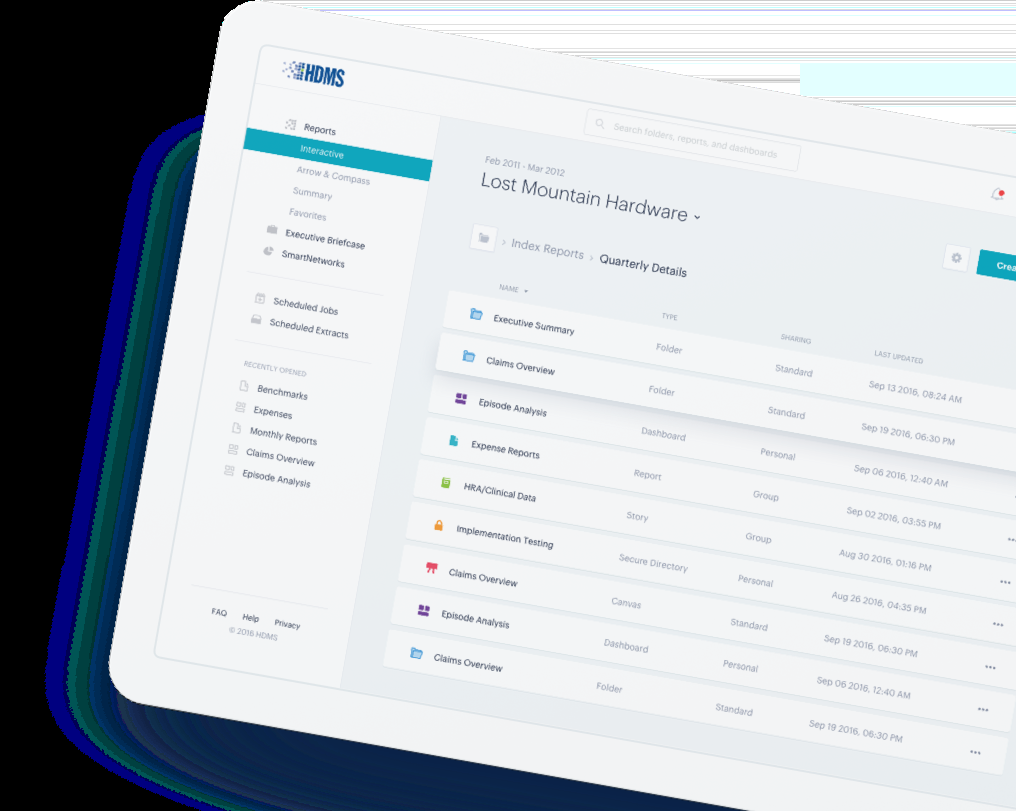 HDMS
Search folders, reports, and dashboards
Reports
Interactive
Arrow & Compass
Summary
Favorites
Executive Briefcase
SmartNetworks
Scheduled Jobs
Scheduled Extracts
RECENTLY OPENED
Benchmarks
Expenses
Monthly Reports
Claims Overview
Episode Analysis
FAQ Help Privacy
© 2016 HDMS
Feb 2011 - Mar 2012
Lost Mountain Hardware
› Index Reports › Quarterly Details
NAME TYPE SHARING LAST UPDATED
Executive Summary Folder Standard Sep 13 2016, 08:24 AM
Claims Overview Folder Standard Sep 19 2016, 06:30 PM
Episode Analysis Dashboard Personal Sep 06 2016, 12:40 AM
Expense Reports Report Group Sep 02 2016, 03:55 PM
HRA/Clinical Data Story Group Aug 30 2016, 01:16 PM
Implementation Testing Secure Directory Personal Aug 26 2016, 04:35 PM
Claims Overview Canvas Standard Sep 19 2016, 06:30 PM
Episode Analysis Dashboard Personal Sep 06 2016, 12:40 AM
Claims Overview Folder Standard Sep 19 2016, 06:30 PM